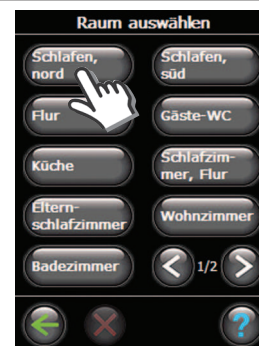 Raum auswählen
Schlafen,
nord
Schlafen,
süd
Flur
Gäste-WC
Küche
Schlafzim-
mer, Flur
Eltern-
schlafzimmer
Wohnzimmer
Badezimmer
1/2
?